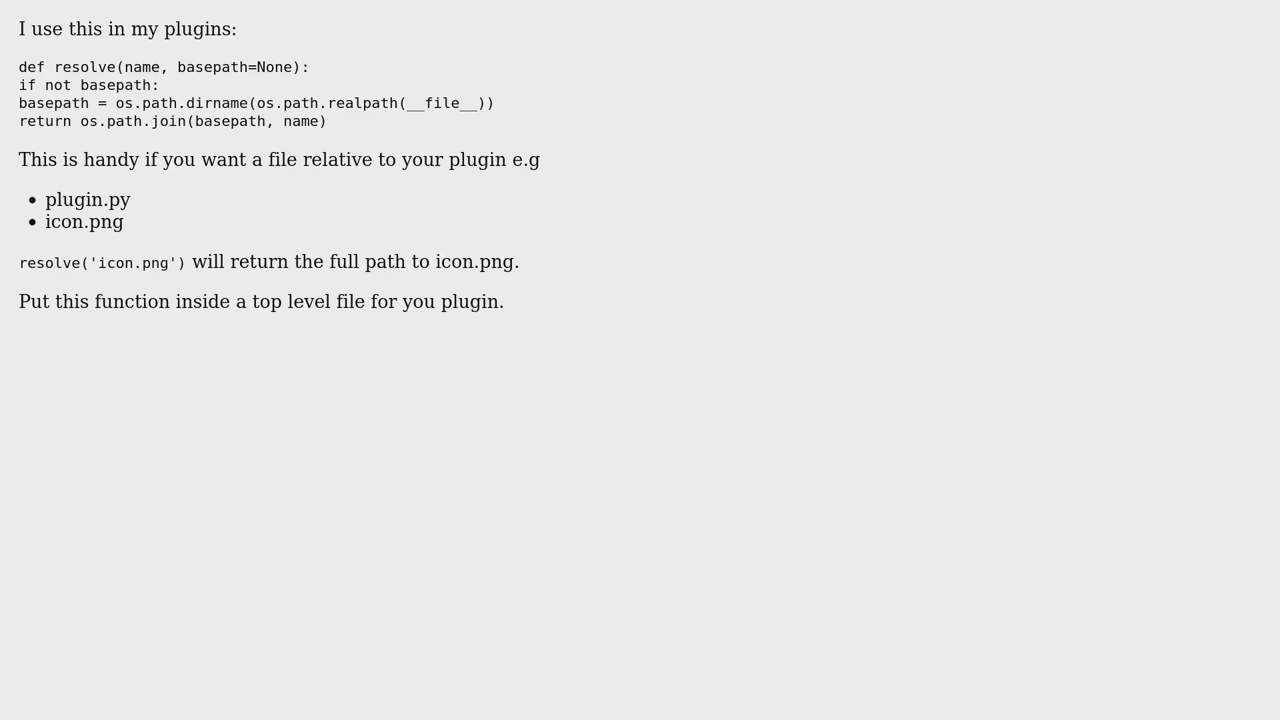 I use this in my plugins:
def resolve(name, basepath=None):
if not basepath:
basepath = os.path.dirname(os.path.realpath(__file__))
return os.path.join(basepath, name)
This is handy if you want a file relative to your plugin e.g
• plugin.py
• icon.png
resolve('icon.png') will return the full path to icon.png.
Put this function inside a top level file for you plugin.